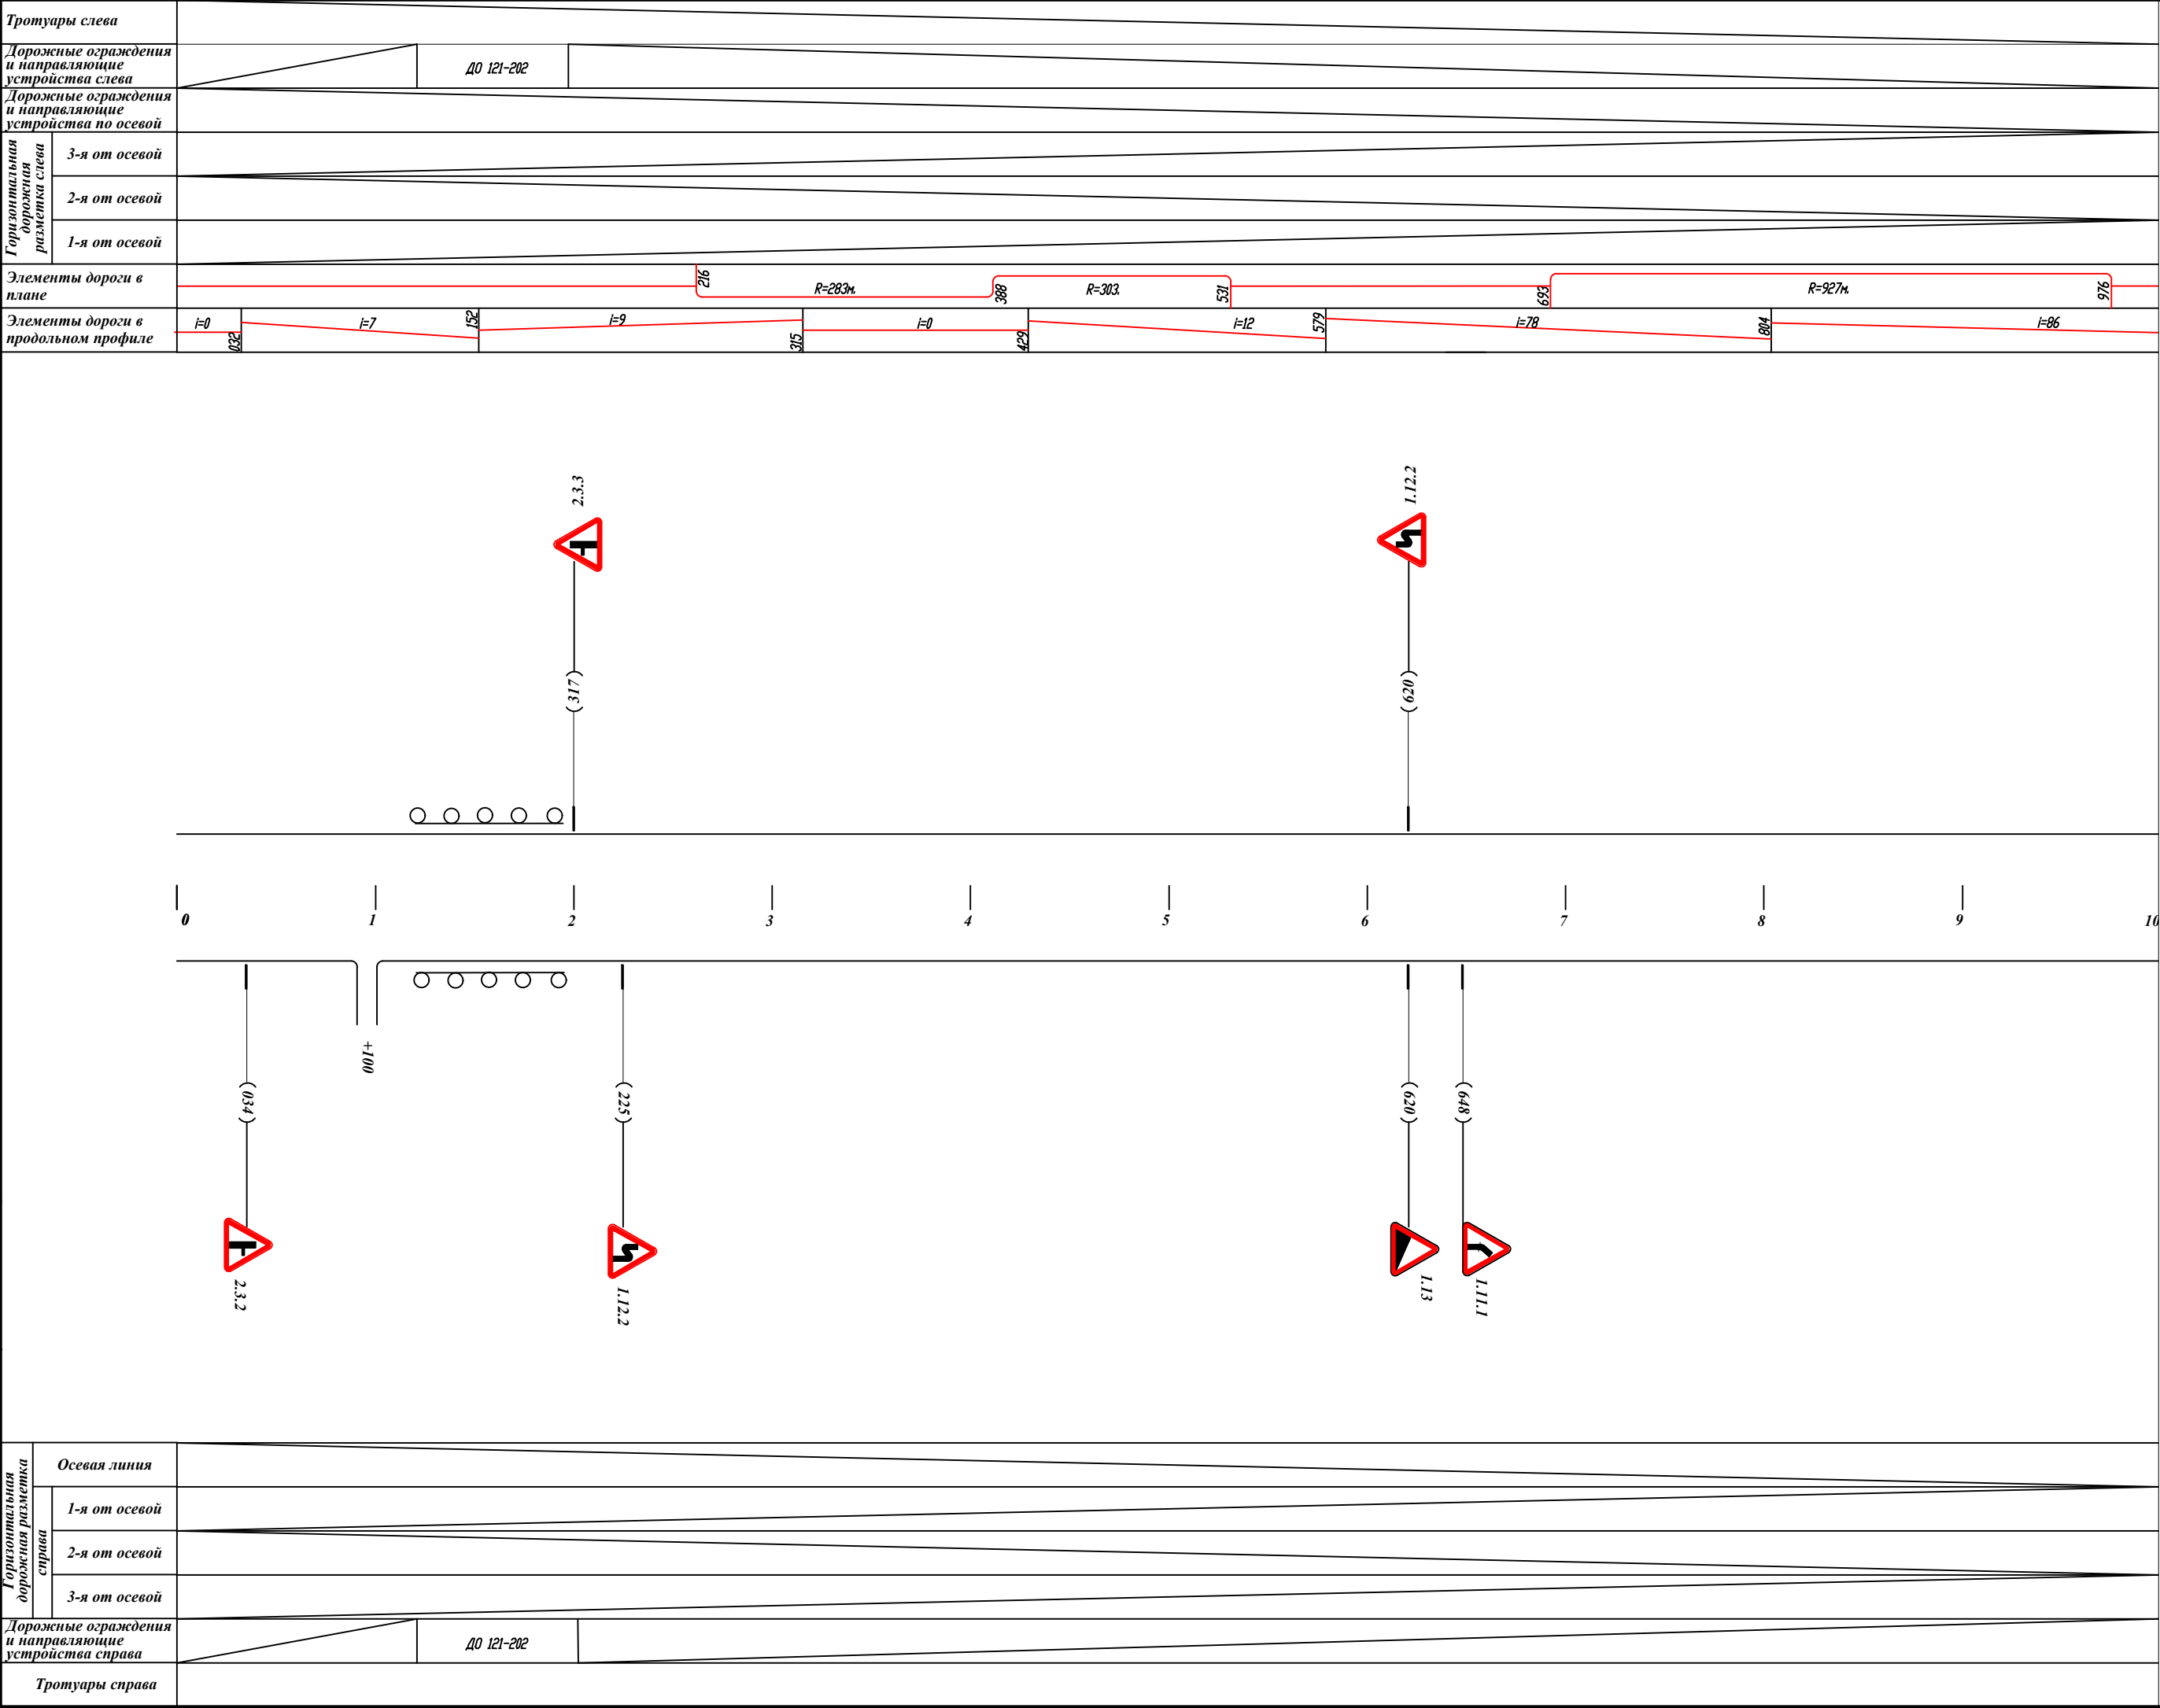 Тротуары слева
Дорожные ограждения
и направляющие
устройства слева
ДО 121-202
Дорожные ограждения
и направляющие
устройства по осевой
Горизонтальная
дорожная
разметка слева
3-я от осевой
2-я от осевой
1-я от осевой
Элементы дороги в
плане
216
R=283м.
388
R=303.
531
693
R=927м.
976
Элементы дороги в
продольном профиле
i=0
032
i=7
152
i=9
315
i=0
429
i=12
579
i=78
804
i=86
2.3.3
1.12.2
(317)
(620)
0
1
2
3
4
5
6
7
8
9
10
+100
(034)
(225)
(620)
(648)
2.3.2
1.12.2
1.13
1.11.1
Горизонтальная
дорожная разметка
Осевая линия
справа
1-я от осевой
2-я от осевой
3-я от осевой
Дорожные ограждения
и направляющие
устройства справа
ДО 121-202
Тротуары справа